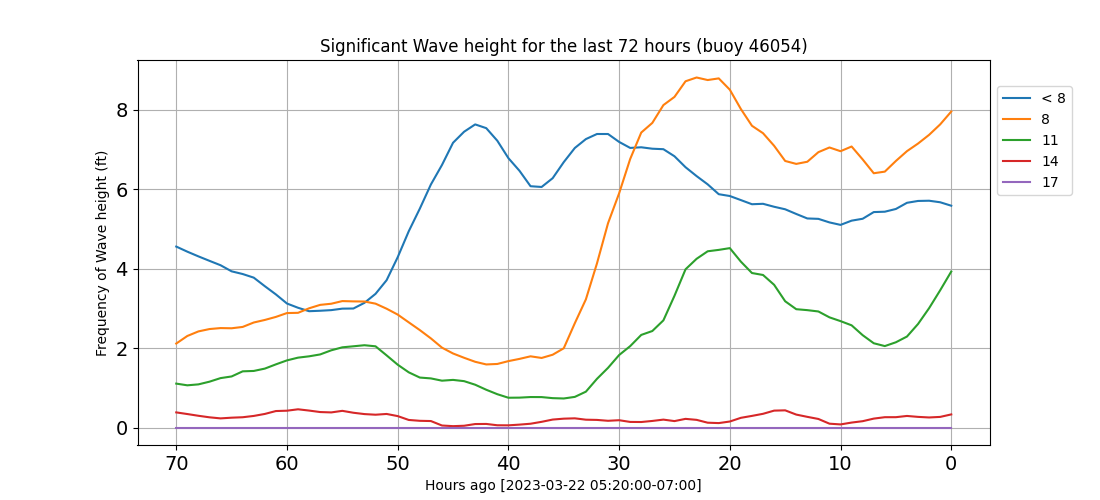 Significant Wave height for the last 72 hours (buoy 46054)
Frequency of Wave height (ft)
8
6
4
2
0
70 60 50 40 30 20 10 0
Hours ago [2023-03-22 05:20:00-07:00]
< 8
8
11
14
17